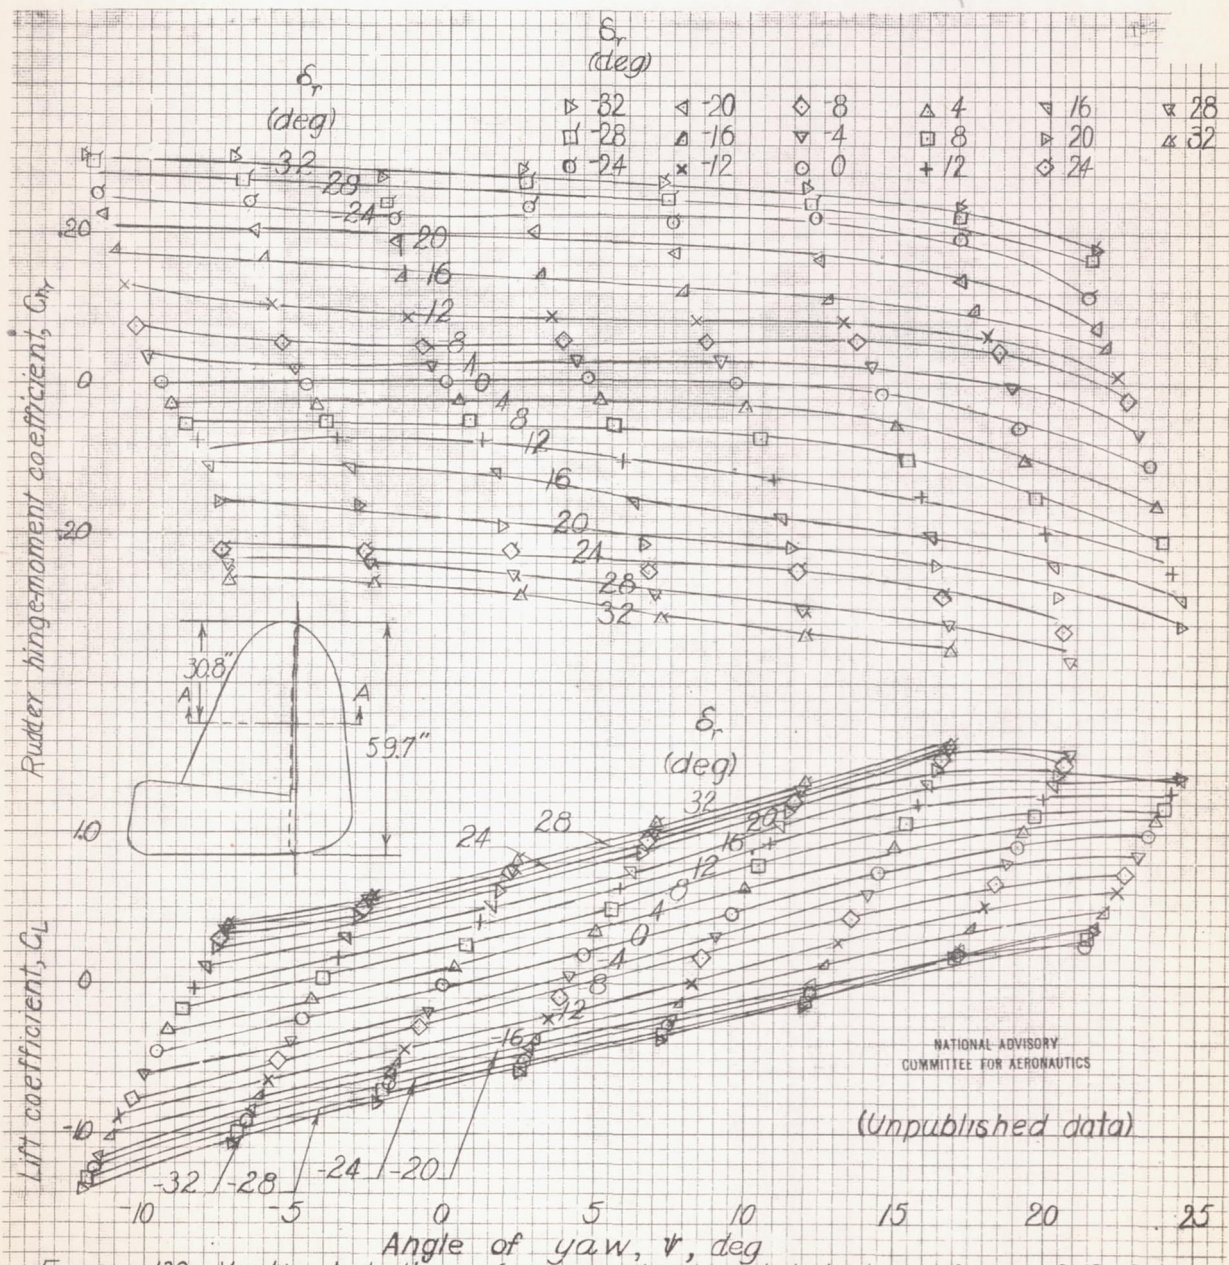 δr
(deg)
δr
(deg)
-32 -20 -8 4 16 28
-28 -16 -4 8 20 32
-24 -12 0 12 24
-32
-28
-24
20
16
12
8
0
4
8
12
16
20
24
28
32
.20
0
-.20
Rudder hinge-moment coefficient, Chr
30.8"
A A
59.7"
δr
(deg)
32
28
24
20
16
12
8
4
0
4
8
12
-16
1.0
0
-1.0
Lift coefficient, CL
NATIONAL ADVISORY
COMMITTEE FOR AERONAUTICS
(Unpublished data)
-32 -28 -24 -20
-10 -5 0 5 10 15 20 25
Angle of yaw, ψ, deg